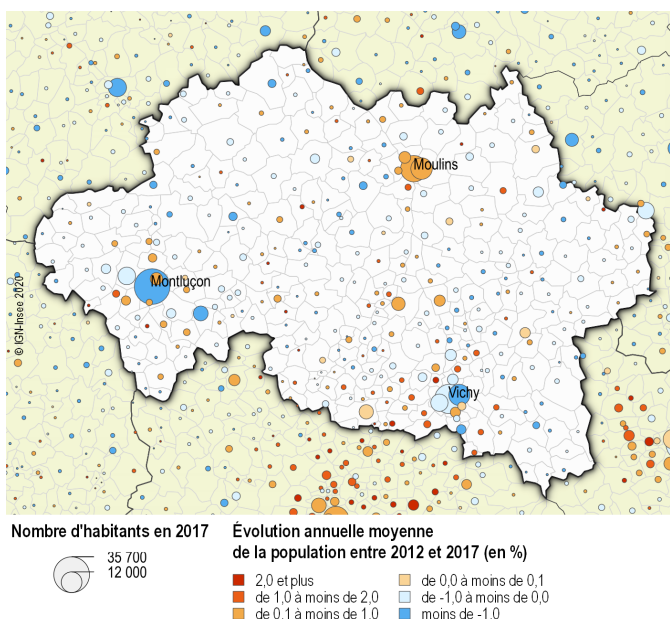 Moulins
Montluçon
Vichy
© IGN-Insee 2020
Nombre d'habitants en 2017
35 700
12 000
Évolution annuelle moyenne
de la population entre 2012 et 2017 (en %)
2,0 et plus
de 1,0 à moins de 2,0
de 0,1 à moins de 1,0
de 0,0 à moins de 0,1
de -1,0 à moins de 0,0
moins de -1,0